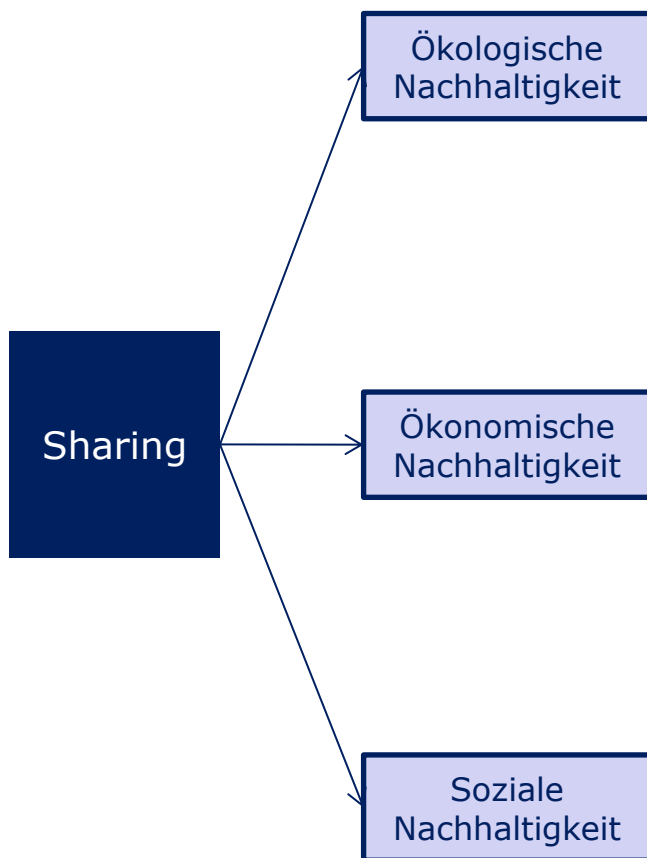 Ökologische
Nachhaltigkeit
Sharing
Ökonomische
Nachhaltigkeit
Soziale
Nachhaltigkeit